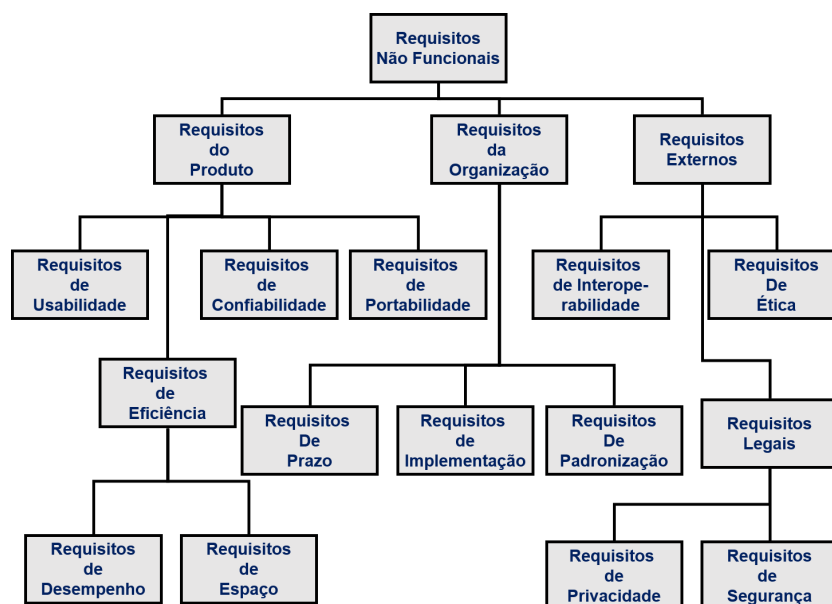 Requisitos
Não Funcionais
Requisitos
do
Produto
Requisitos
da
Organização
Requisitos
Externos
Requisitos
de
Usabilidade
Requisitos
de
Confiabilidade
Requisitos
de
Portabilidade
Requisitos
de Interope-
rabilidade
Requisitos
De
Ética
Requisitos
de
Eficiência
Requisitos
De
Prazo
Requisitos
de
Implementação
Requisitos
De
Padronização
Requisitos
Legais
Requisitos
de
Desempenho
Requisitos
de
Espaço
Requisitos
de
Privacidade
Requisitos
de
Segurança